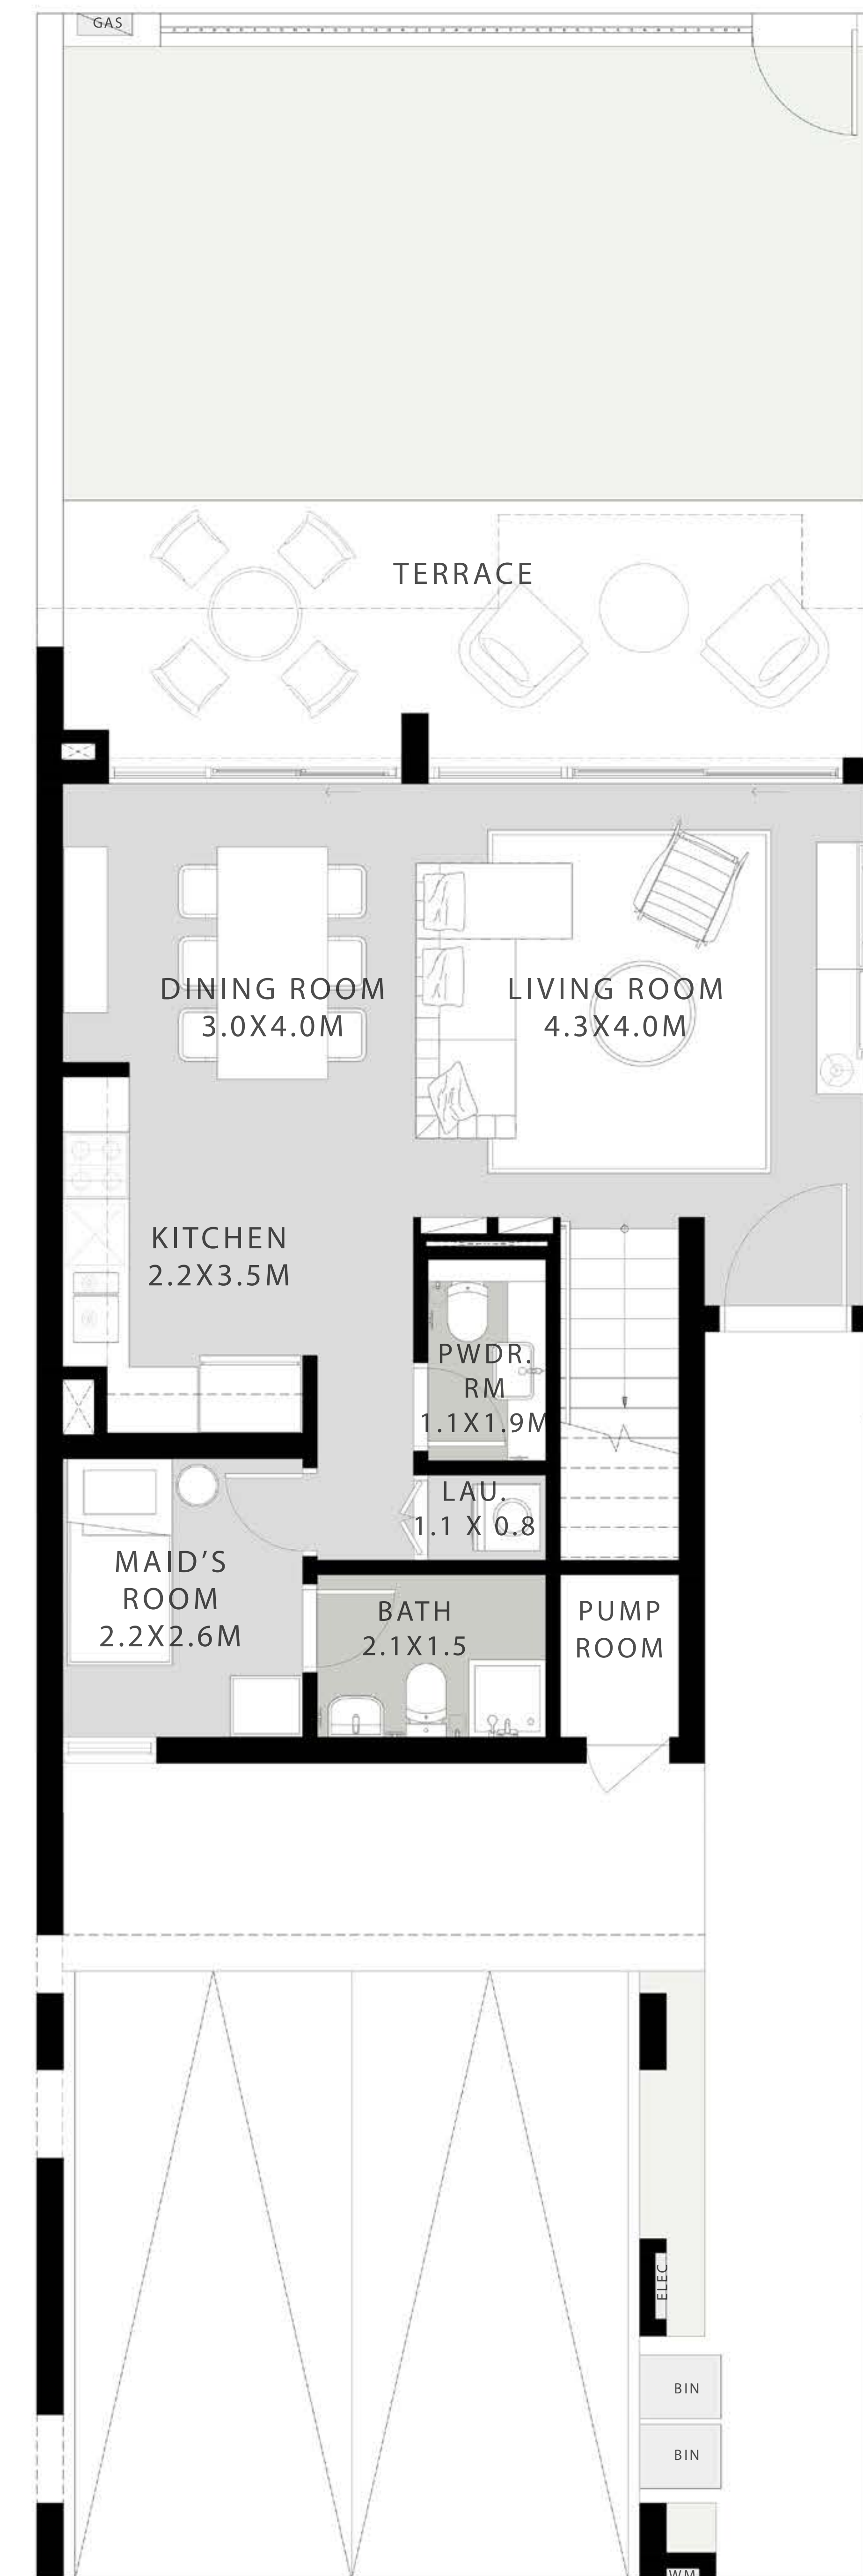 GAS
TERRACE
DINING ROOM
3.0X4.0M
LIVING ROOM
4.3X4.0M
KITCHEN
2.2X3.5M
PWDR.
RM
1.1X1.9M
LAU.
1.1 X 0.8
MAID'S
ROOM
2.2X2.6M
BATH
2.1X1.5
PUMP
ROOM
ELEC
BIN
BIN
WM